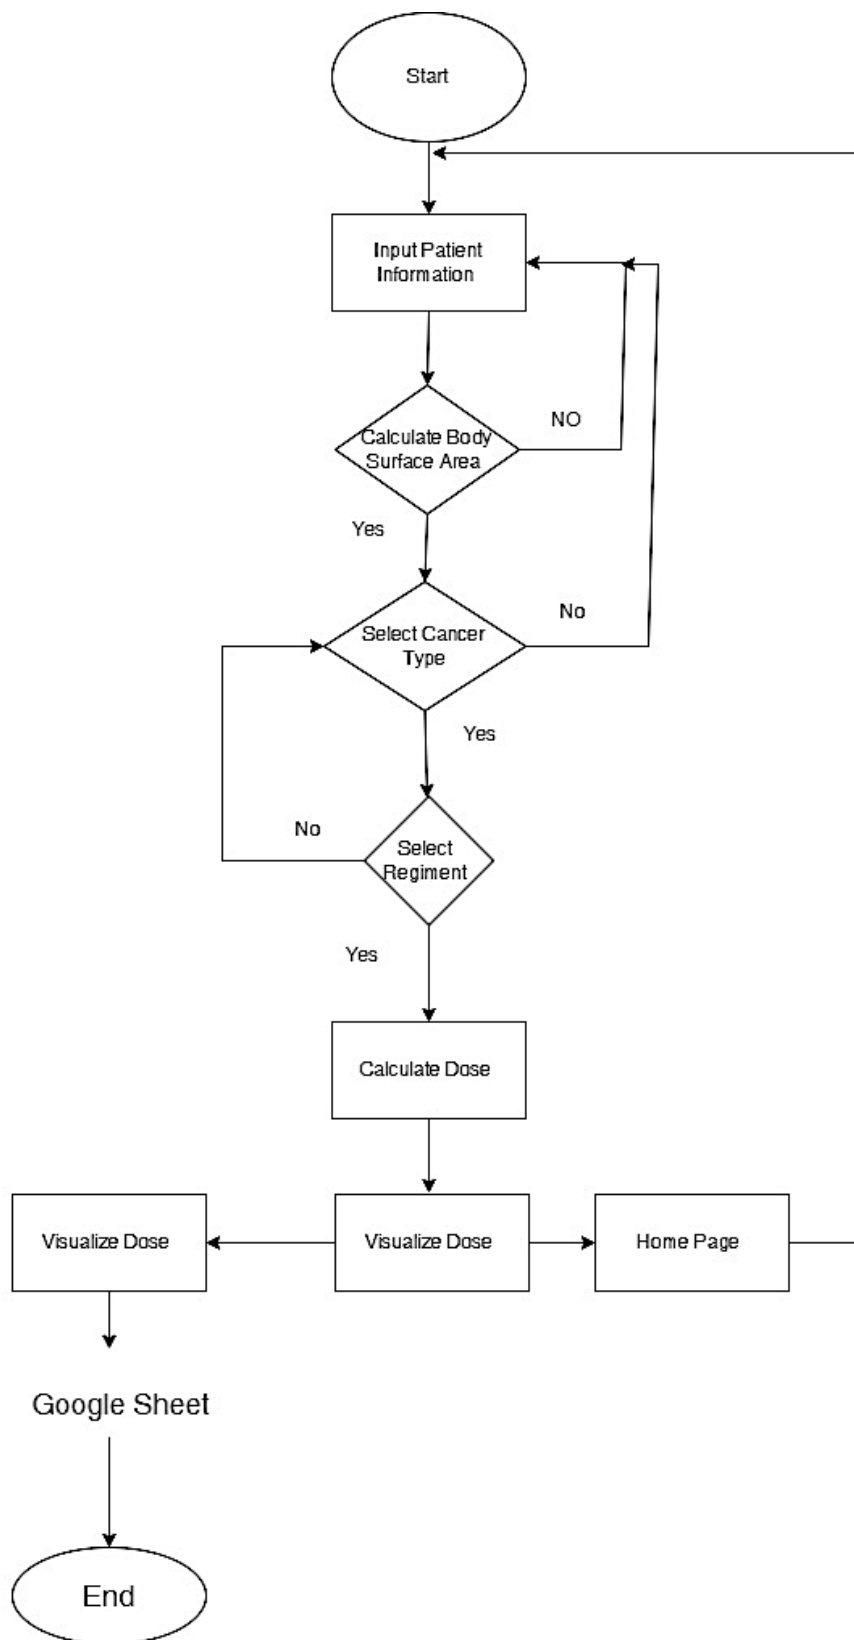 Start
Input Patient
Information
Calculate Body
Surface Area
NO
Yes
Select Cancer
Type
No
Yes
Select
Regiment
No
Yes
Calculate Dose
Visualize Dose
Visualize Dose
Home Page
Google Sheet
End